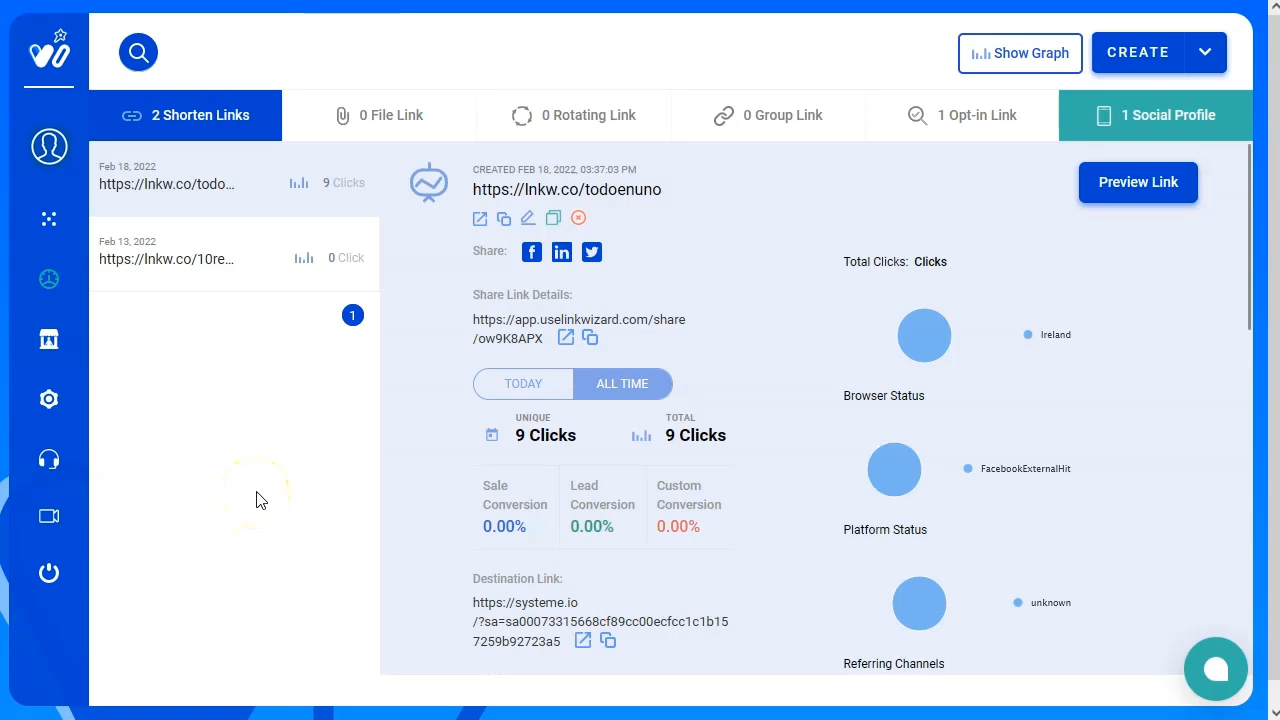 Show Graph
CREATE
2 Shorten Links
0 File Link
0 Rotating Link
0 Group Link
1 Opt-in Link
1 Social Profile
Feb 18, 2022
https://lnkw.co/todo...
9 Clicks
Feb 13, 2022
https://lnkw.co/10re...
0 Click
1
CREATED FEB 18, 2022, 03:37:03 PM
https://lnkw.co/todoenuno
Preview Link
Share:
Share Link Details:
https://app.uselinkwizard.com/share
/ow9K8APX
TODAY
ALL TIME
UNIQUE
9 Clicks
TOTAL
9 Clicks
Sale
Conversion
0.00%
Lead
Conversion
0.00%
Custom
Conversion
0.00%
Destination Link:
https://systeme.io
/?sa=sa00073315668cf89cc00ecfcc1c1b15
7259b92723a5
Total Clicks: Clicks
Ireland
Browser Status
FacebookExternalHit
Platform Status
unknown
Referring Channels